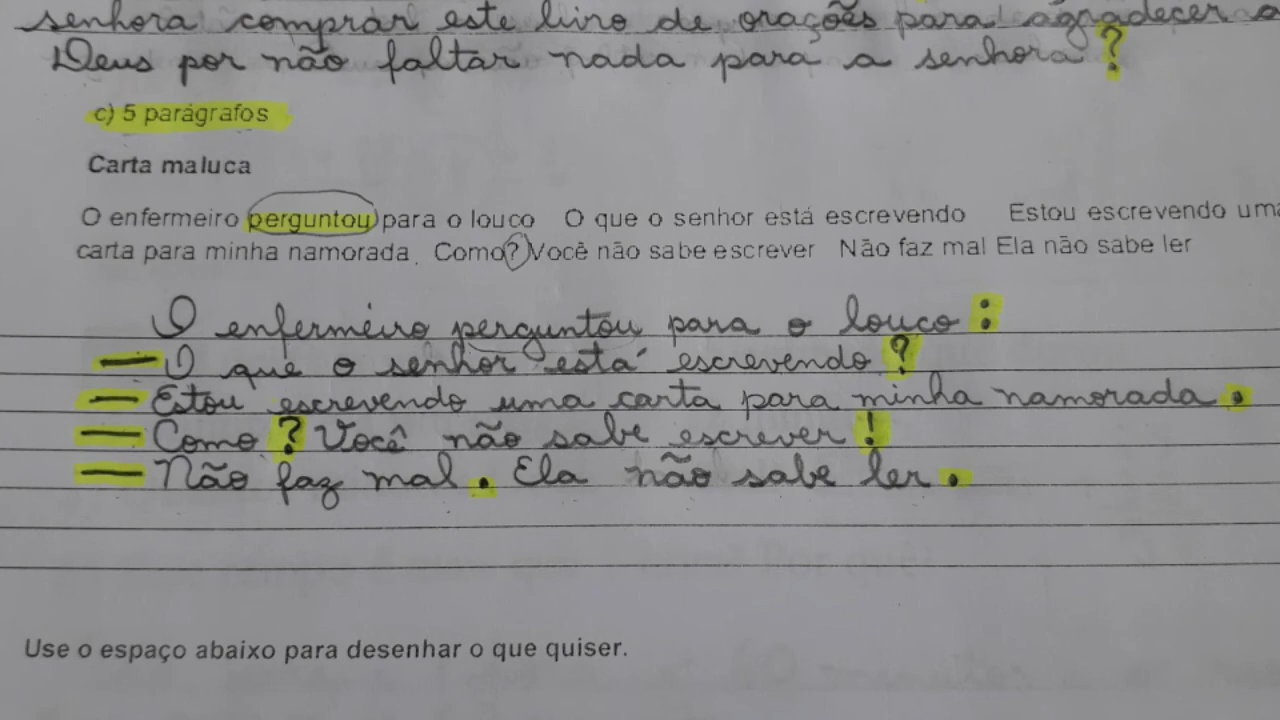 senhora comprar este livro de orações para agradecer a
Deus por não faltar nada para a senhora?
c) 5 parágrafos
Carta maluca
O enfermeiro perguntou para o louco O que o senhor está escrevendo Estou escrevendo uma
carta para minha namorada. Como? Você não sabe escrever Não faz mal Ela não sabe ler
O enfermeiro perguntou para o louco:
— O que o senhor está escrevendo?
— Estou escrevendo uma carta para minha namorada.
— Como? Você não sabe escrever!
— Não faz mal. Ela não sabe ler.
Use o espaço abaixo para desenhar o que quiser.